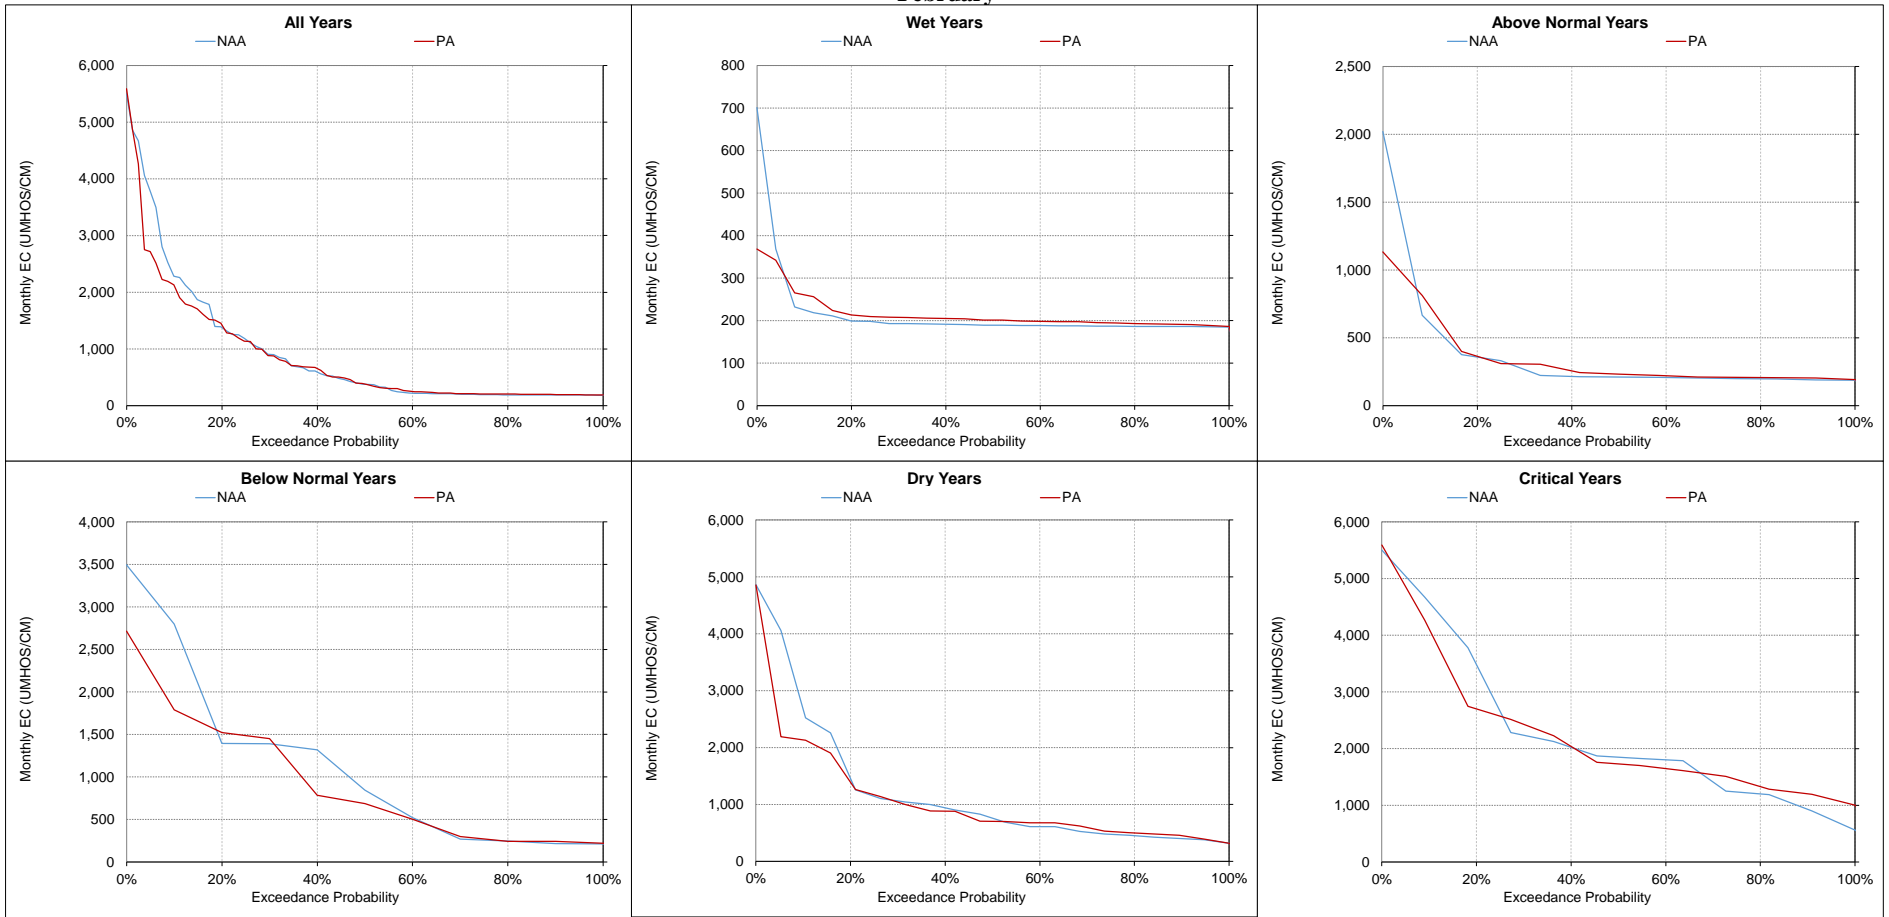 February
All Years
NAA PA
6,000
5,000
4,000
3,000
2,000
1,000
0
Monthly EC (UMHOS/CM)
0% 20% 40% 60% 80% 100%
Exceedance Probability
Wet Years
NAA PA
800
700
600
500
400
300
200
100
0
Monthly EC (UMHOS/CM)
0% 20% 40% 60% 80% 100%
Exceedance Probability
Above Normal Years
NAA PA
2,500
2,000
1,500
1,000
500
0
Monthly EC (UMHOS/CM)
0% 20% 40% 60% 80% 100%
Exceedance Probability
Below Normal Years
NAA PA
4,000
3,500
3,000
2,500
2,000
1,500
1,000
500
0
Monthly EC (UMHOS/CM)
0% 20% 40% 60% 80% 100%
Exceedance Probability
Dry Years
NAA PA
6,000
5,000
4,000
3,000
2,000
1,000
0
Monthly EC (UMHOS/CM)
0% 20% 40% 60% 80% 100%
Exceedance Probability
Critical Years
NAA PA
6,000
5,000
4,000
3,000
2,000
1,000
0
Monthly EC (UMHOS/CM)
0% 20% 40% 60% 80% 100%
Exceedance Probability